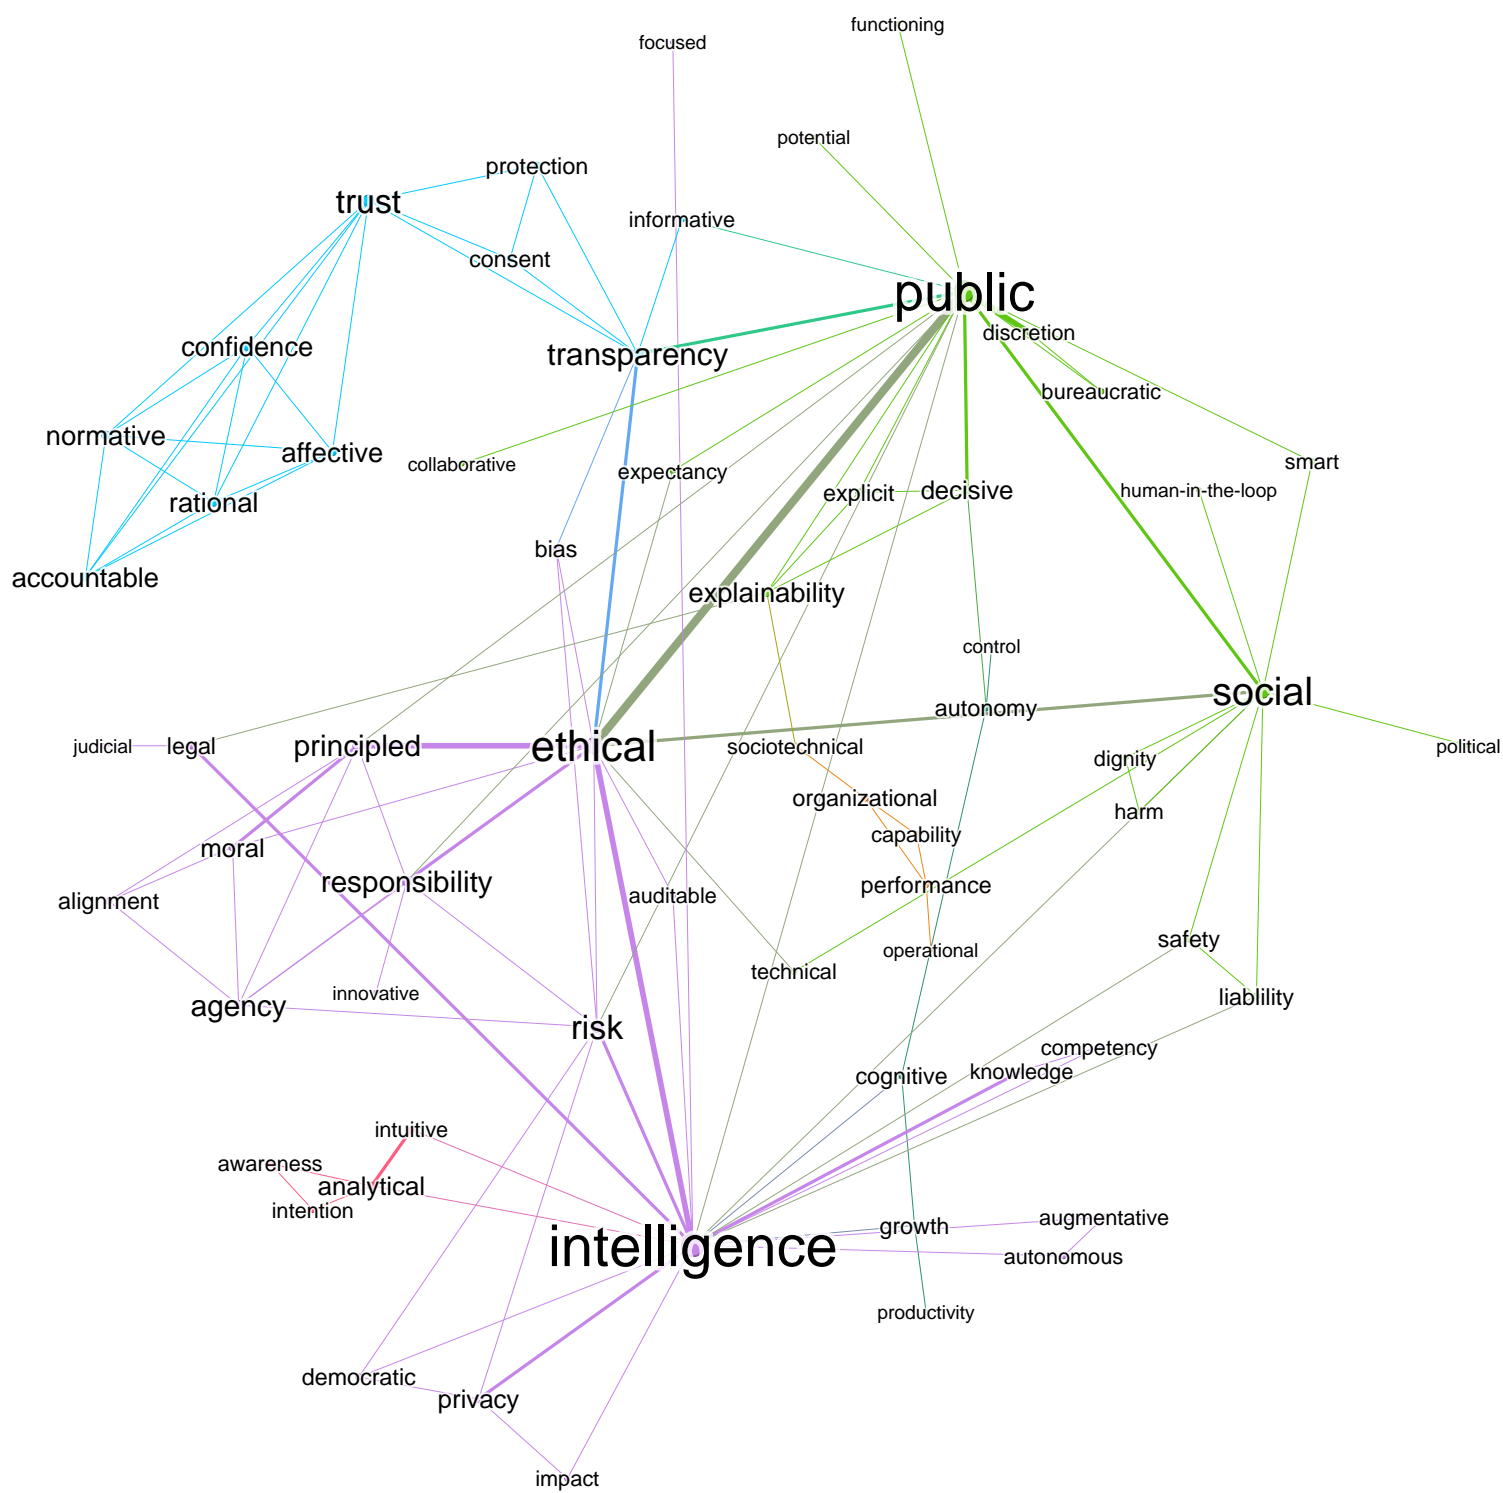 functioning
focused
potential
protection
trust
informative
consent
public
discretion
confidence
transparency
bureaucratic
normative
affective
collaborative
expectancy
smart
rational
explicit
decisive
human-in-the-loop
bias
accountable
explainability
control
social
autonomy
judicial
legal
principled
ethical
sociotechnical
political
dignity
organizational
harm
capability
moral
responsibility
performance
alignment
auditable
safety
operational
technical
innovative
liablility
agency
risk
competency
knowledge
cognitive
intuitive
awareness
analytical
intention
augmentative
growth
intelligence
autonomous
productivity
democratic
privacy
impact